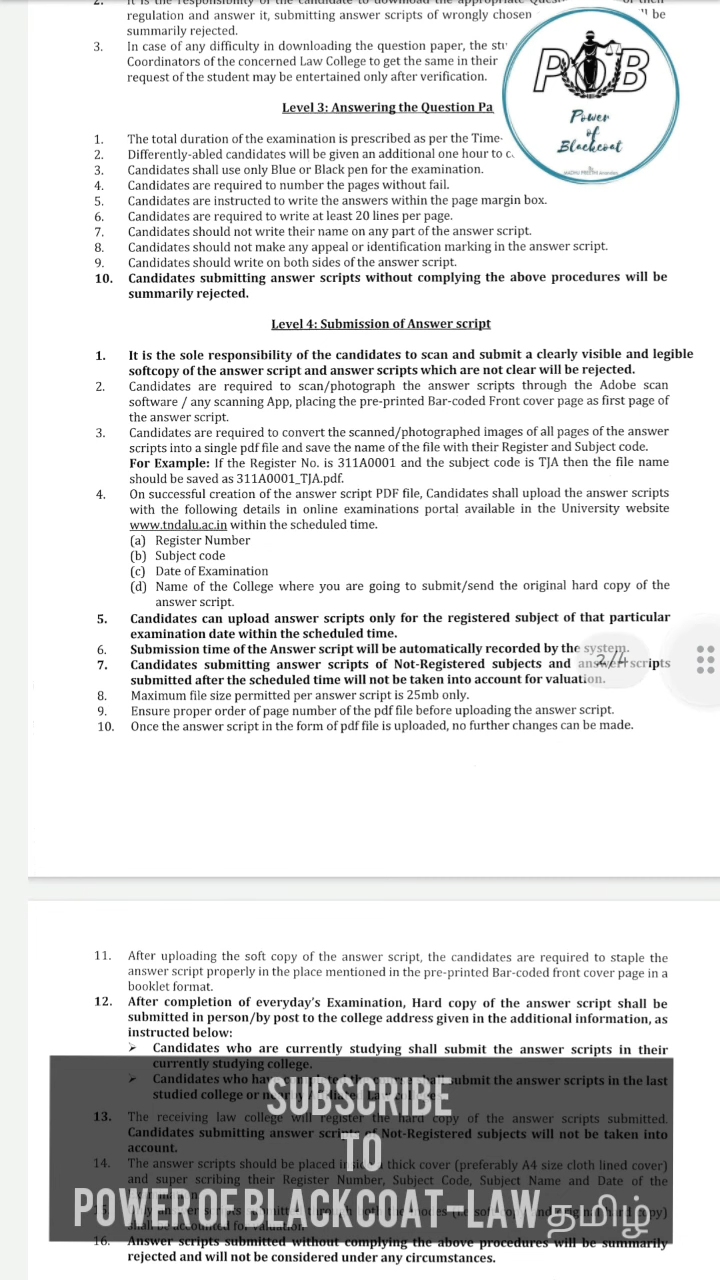 2. It is the responsibility of the candidate to download the appropriate
regulation and answer it, submitting answer scripts of wrongly chosen be
summarily rejected.
3. In case of any difficulty in downloading the question paper, the
Coordinators of the concerned Law College to get the same in their
request of the student may be entertained only after verification.
Level 3: Answering the Question Pa
1. The total duration of the examination is prescribed as per the Time-
2. Differently-abled candidates will be given an additional one hour to
3. Candidates shall use only Blue or Black pen for the examination.
4. Candidates are required to number the pages without fail.
5. Candidates are instructed to write the answers within the page margin box.
6. Candidates are required to write at least 20 lines per page.
7. Candidates should not write their name on any part of the answer script.
8. Candidates should not make any appeal or identification marking in the answer script.
9. Candidates should write on both sides of the answer script.
10. Candidates submitting answer scripts without complying the above procedures will be
summarily rejected.
POB
Power
of
Blackcoat
Level 4: Submission of Answer script
1. It is the sole responsibility of the candidates to scan and submit a clearly visible and legible
softcopy of the answer script and answer scripts which are not clear will be rejected.
2. Candidates are required to scan/photograph the answer scripts through the Adobe scan
software / any scanning App, placing the pre-printed Bar-coded Front cover page as first page of
the answer script.
3. Candidates are required to convert the scanned/photographed images of all pages of the answer
scripts into a single pdf file and save the name of the file with their Register and Subject code.
For Example: If the Register No. is 311A0001 and the subject code is TJA then the file name
should be saved as 311A0001_TJA.pdf.
4. On successful creation of the answer script PDF file, Candidates shall upload the answer scripts
with the following details in online examinations portal available in the University website
www.tndalu.ac.in within the scheduled time.
(a) Register Number
(b) Subject code
(c) Date of Examination
(d) Name of the College where you are going to submit/send the original hard copy of the
answer script.
5. Candidates can upload answer scripts only for the registered subject of that particular
examination date within the scheduled time.
6. Submission time of the Answer script will be automatically recorded by the system.
7. Candidates submitting answer scripts of Not-Registered subjects and answer scripts
submitted after the scheduled time will not be taken into account for valuation.
2/4
8. Maximum file size permitted per answer script is 25mb only.
9. Ensure proper order of page number of the pdf file before uploading the answer script.
10. Once the answer script in the form of pdf file is uploaded, no further changes can be made.
11. After uploading the soft copy of the answer script, the candidates are required to staple the
answer script properly in the place mentioned in the pre-printed Bar-coded front cover page in a
booklet format.
12. After completion of everyday's Examination, Hard copy of the answer script shall be
submitted in person/by post to the college address given in the additional information, as
instructed below:
➢ Candidates who are currently studying shall submit the answer scripts in their
currently studying college.
➢ Candidates who submit the answer scripts in the last
studied college or
13. The receiving law college will register the hard copy of the answer scripts submitted.
Candidates submitting answer scripts of Not-Registered subjects will not be taken into
account.
14. The answer scripts should be placed inside a thick cover (preferably A4 size cloth lined cover)
and super scribing their Register Number, Subject Code, Subject Name and Date of the
shall be accounted for valuation.
16. Answer scripts submitted without complying the above procedures will be summarily
rejected and will not be considered under any circumstances.
SUBSCRIBE
TO
POWER OF BLACKCOAT-LAW தமிழ்